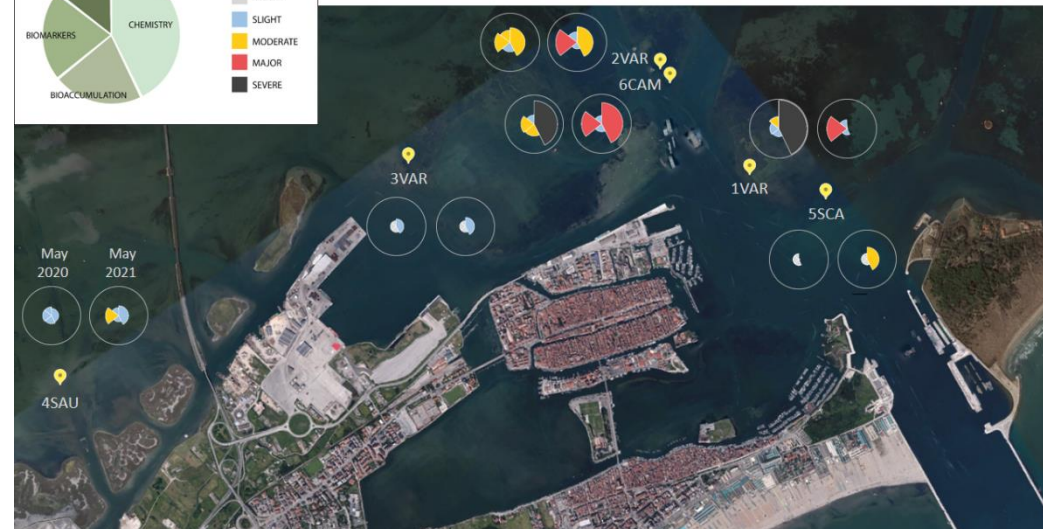 CHEMISTRY
BIOMARKERS
BIOACCUMULATION
SLIGHT
MODERATE
MAJOR
SEVERE
2VAR
6CAM
3VAR
1VAR
5SCA
May
2020
May
2021
4SAU